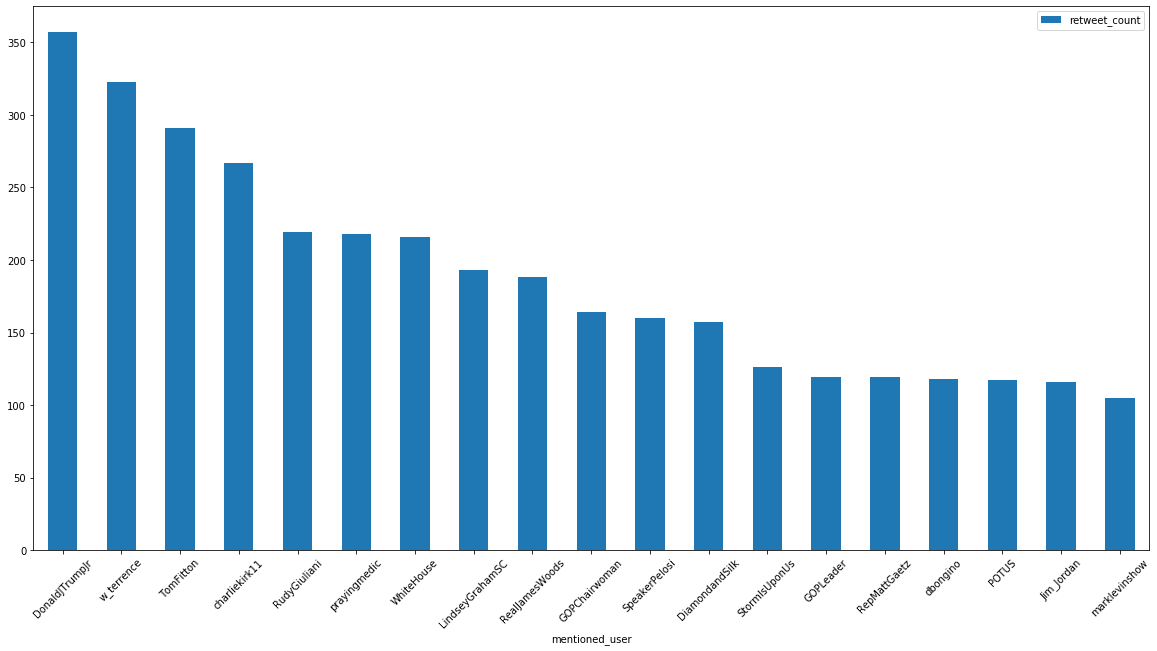 retweet_count
350
300
250
200
150
100
50
0
DonaldJTrumpJr
w_terrence
TomFitton
charliekirk11
RudyGiuliani
prayingmedic
WhiteHouse
LindseyGrahamSC
RealJamesWoods
GOPChairwoman
SpeakerPelosi
DiamondandSilk
StormIsUponUs
GOPLeader
RepMattGaetz
dbongino
POTUS
Jim_Jordan
marklevinshow
mentioned_user